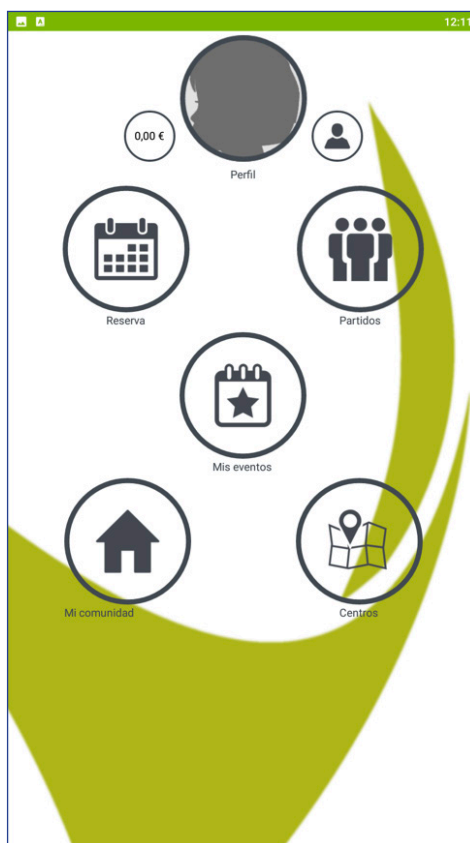 12:11
0,00 €
Perfil
Reserva
Partidos
Mis eventos
Mi comunidad
Centros